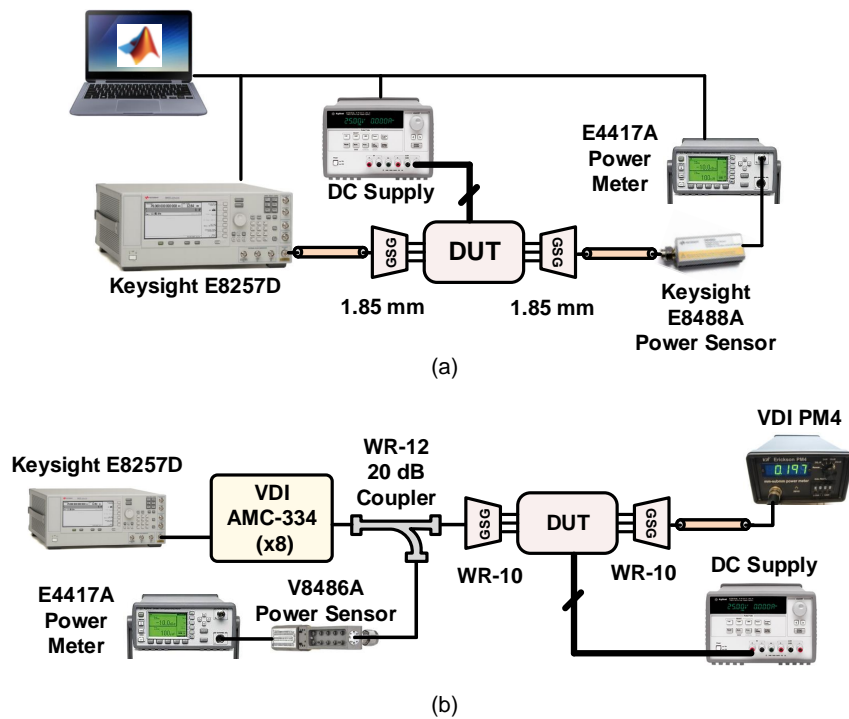 E4417A
Power
Meter
DC Supply
Keysight E8257D
GSG
DUT
GSG
1.85 mm
1.85 mm
Keysight
E8488A
Power Sensor
(a)
VDI PM4
WR-12
20 dB
Coupler
Keysight E8257D
VDI
AMC-334
(x8)
GSG
DUT
GSG
0.197
WR-10
WR-10
DC Supply
E4417A
Power
Meter
V8486A
Power Sensor
(b)